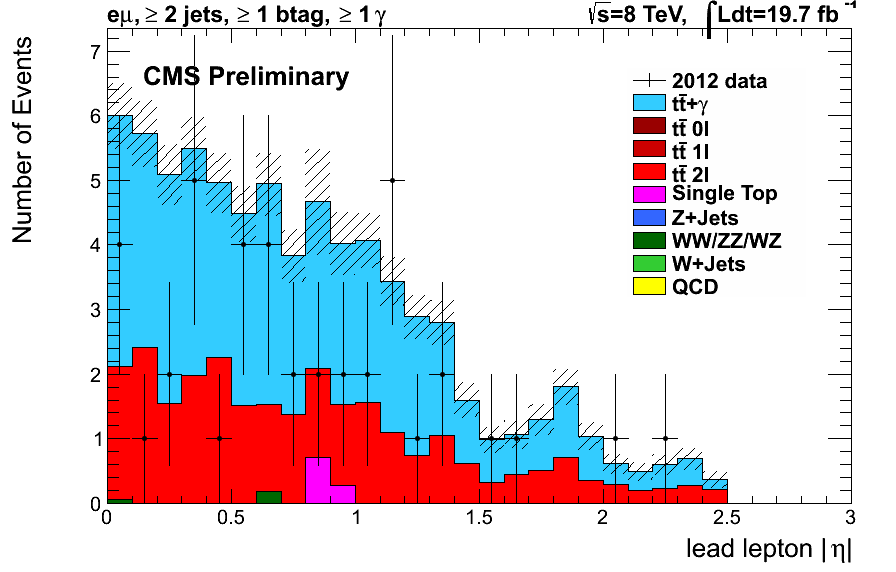 eμ, ≥ 2 jets, ≥ 1 btag, ≥ 1 γ
√s=8 TeV, ∫Ldt=19.7 fb⁻¹
CMS Preliminary
2012 data
tt̄+γ
tt̄ 0l
tt̄ 1l
tt̄ 2l
Single Top
Z+Jets
WW/ZZ/WZ
W+Jets
QCD
Number of Events
7
6
5
4
3
2
1
0
0
0.5
1
1.5
2
2.5
3
lead lepton |η|